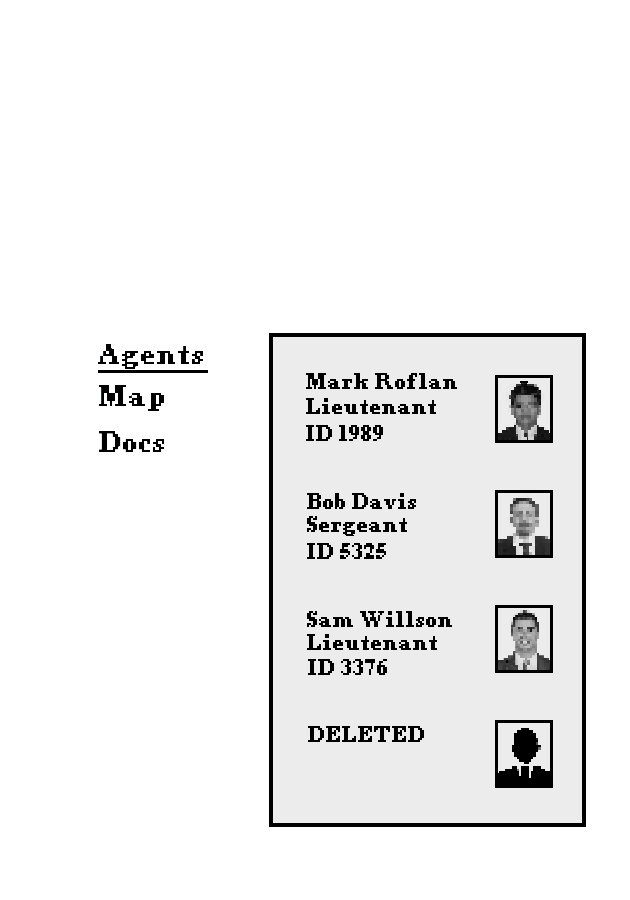 Agents
Map
Docs
Mark Roflan
Lieutenant
ID 1989
Bob Davis
Sergeant
ID 5325
Sam Willson
Lieutenant
ID 3376
DELETED